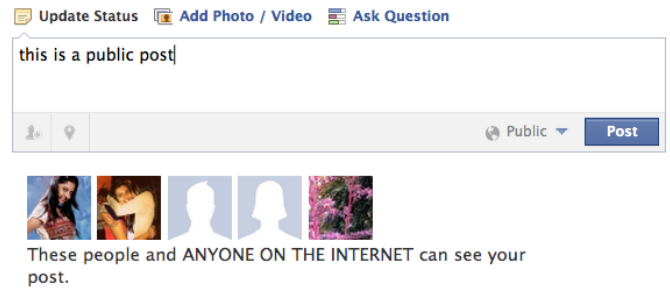 Update Status Add Photo / Video Ask Question
this is a public post
Public Post
These people and ANYONE ON THE INTERNET can see your
post.